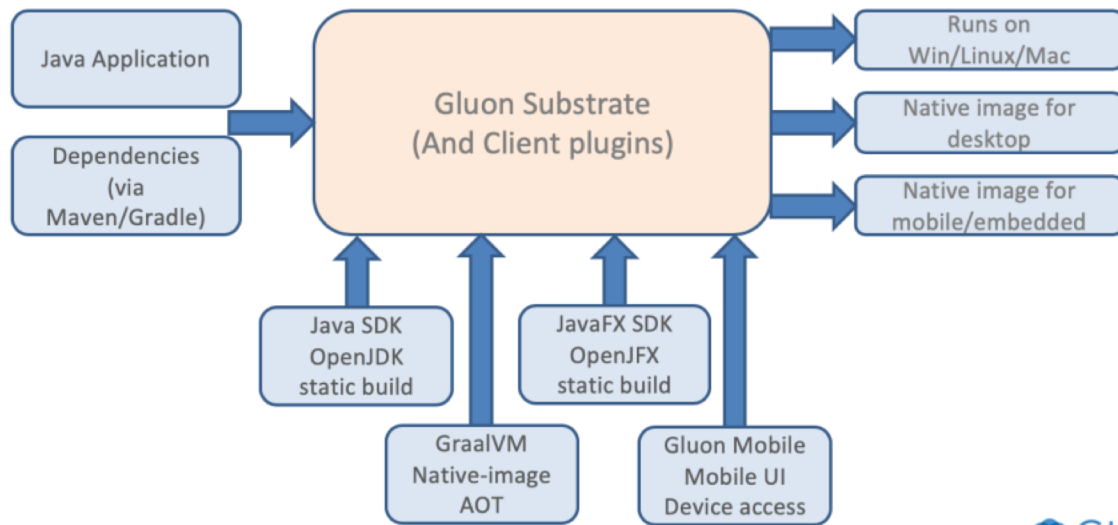 Java Application
Dependencies
(via
Maven/Gradle)
Gluon Substrate
(And Client plugins)
Runs on
Win/Linux/Mac
Native image for
desktop
Native image for
mobile/embedded
Java SDK
OpenJDK
static build
GraalVM
Native-image
AOT
JavaFX SDK
OpenJFX
static build
Gluon Mobile
Mobile UI
Device access